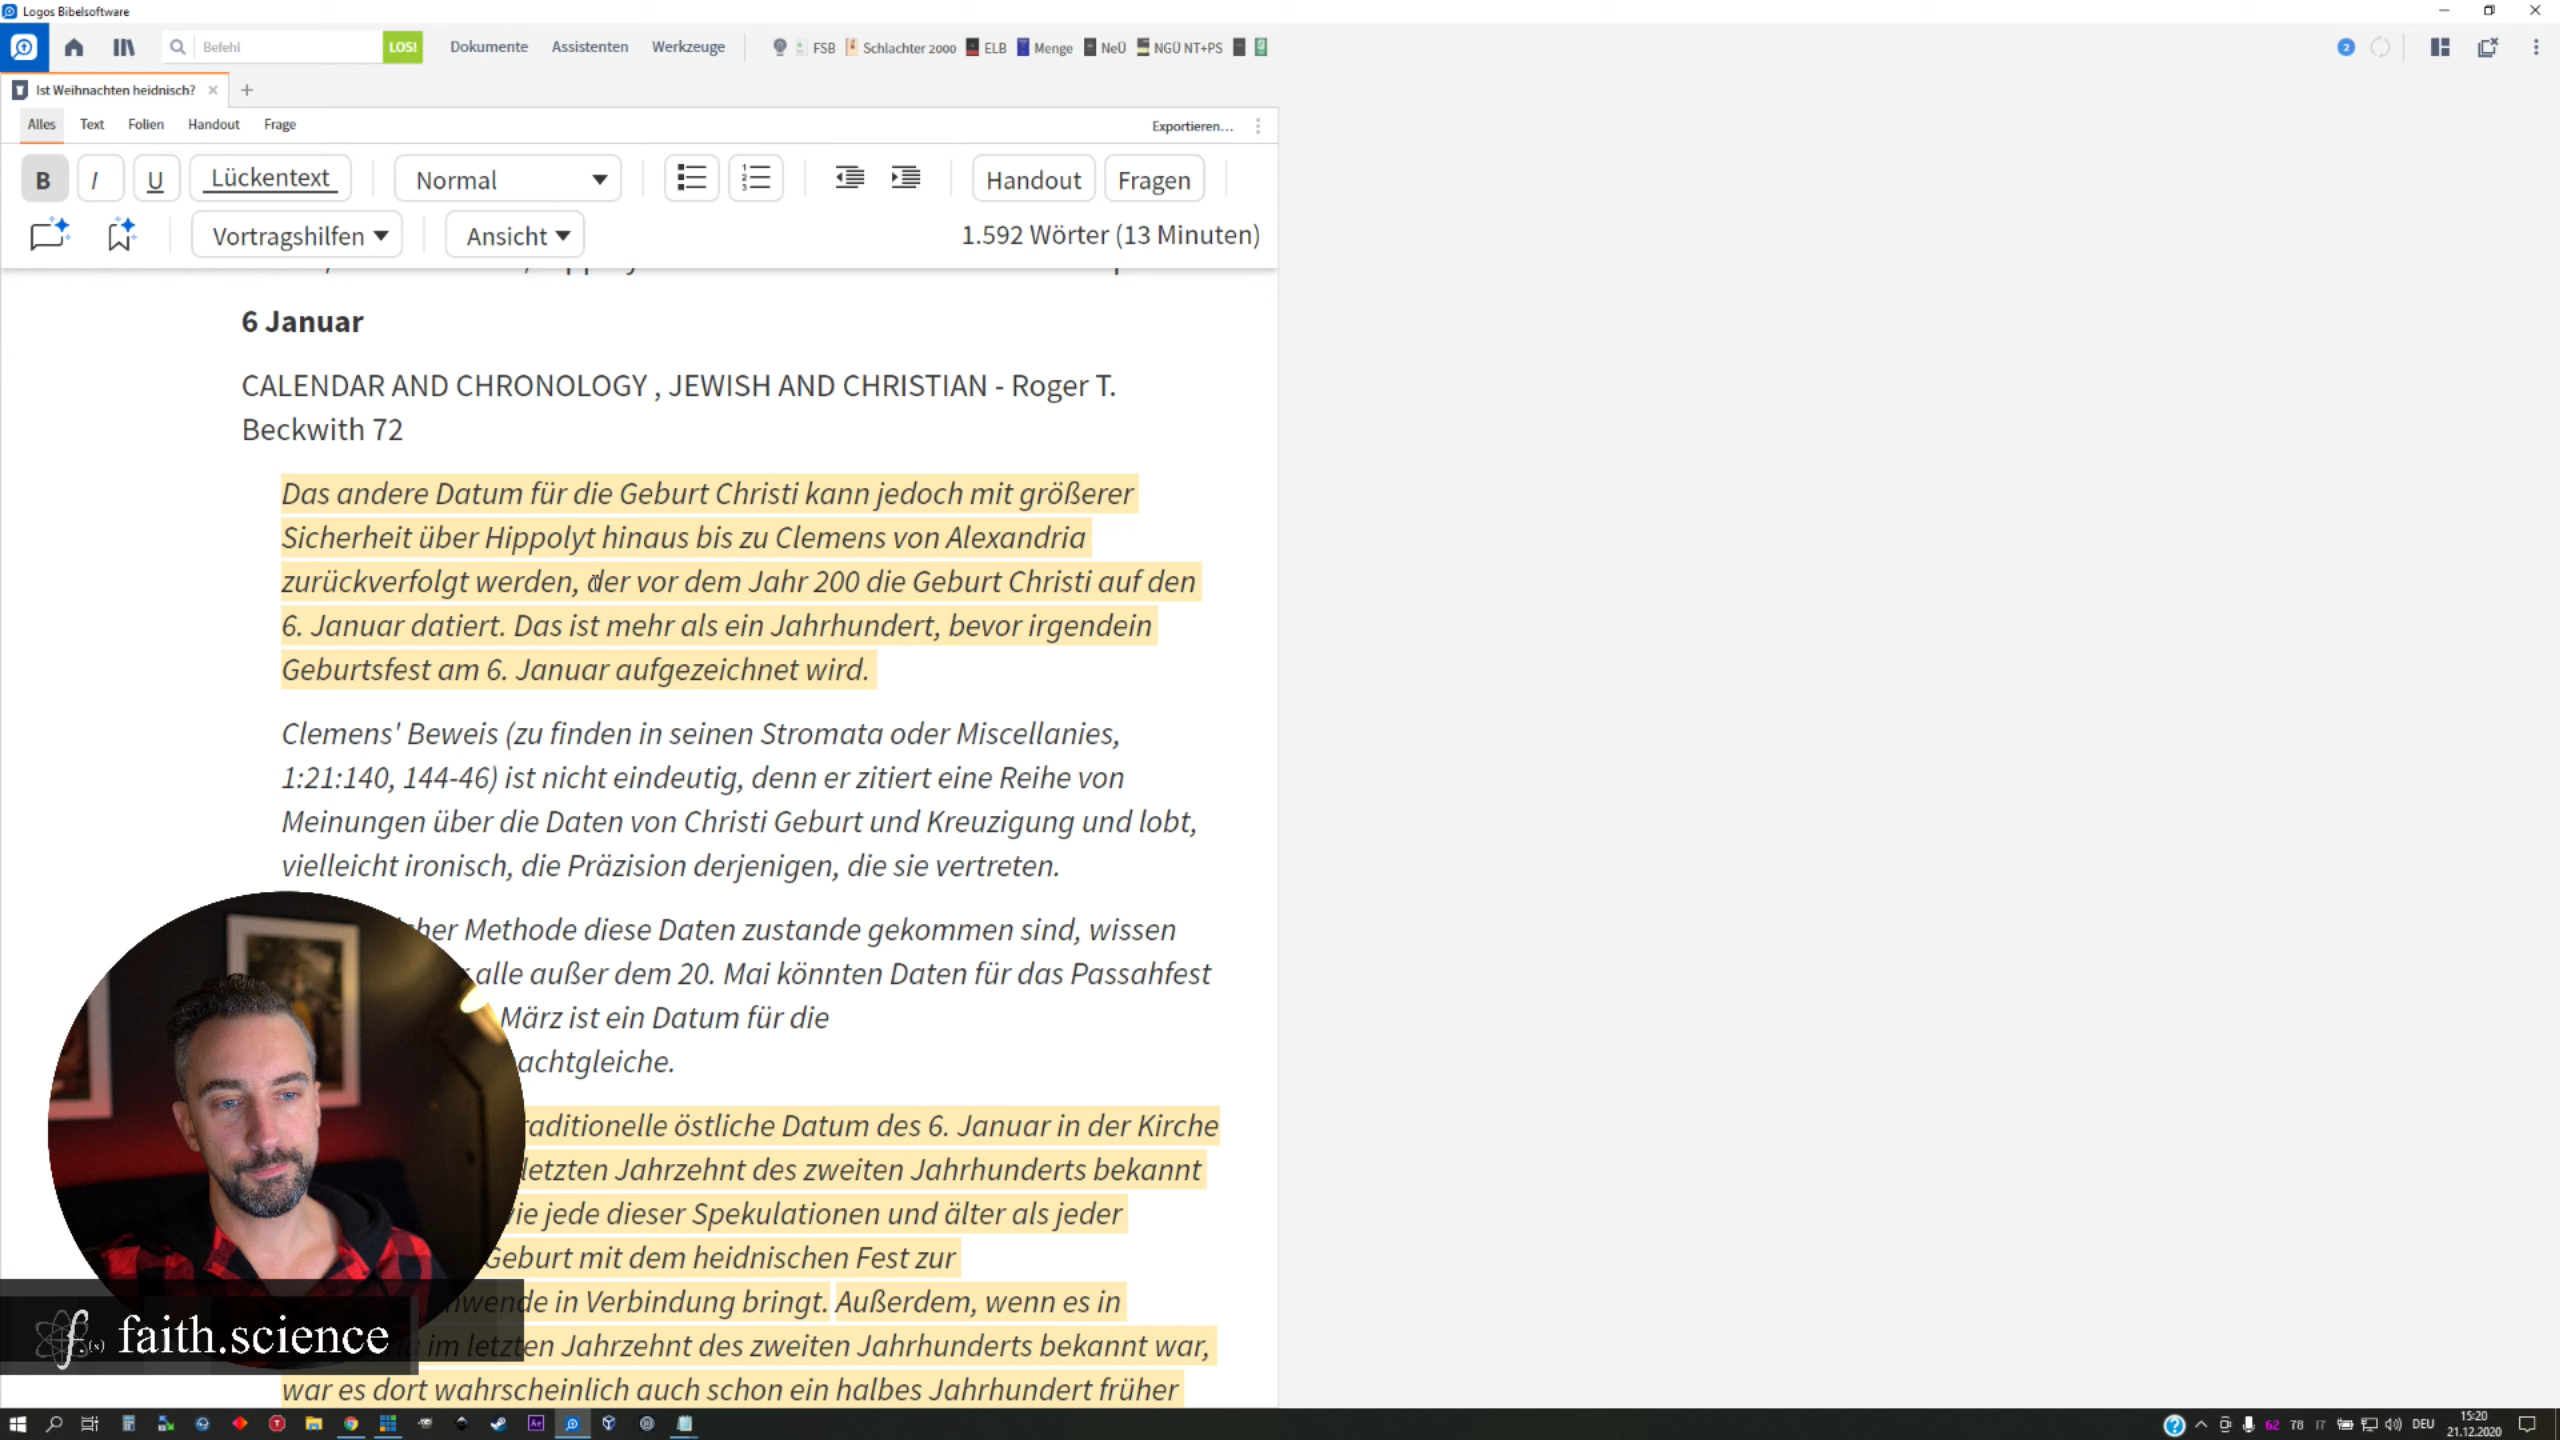 Logos Bibelsoftware
Befehl
LOS!
Dokumente Assistenten Werkzeuge
FSB Schlachter 2000 ELB Menge NeÜ NGÜ NT+PS
2
Ist Weihnachten heidnisch?
Alles Text Folien Handout Frage
Exportieren...
B I U Lückentext Normal Handout Fragen
Vortragshilfen Ansicht 1.592 Wörter (13 Minuten)
6 Januar
CALENDAR AND CHRONOLOGY , JEWISH AND CHRISTIAN - Roger T.
Beckwith 72
Das andere Datum für die Geburt Christi kann jedoch mit größerer
Sicherheit über Hippolyt hinaus bis zu Clemens von Alexandria
zurückverfolgt werden, der vor dem Jahr 200 die Geburt Christi auf den
6. Januar datiert. Das ist mehr als ein Jahrhundert, bevor irgendein
Geburtsfest am 6. Januar aufgezeichnet wird.
Clemens' Beweis (zu finden in seinen Stromata oder Miscellanies,
1:21:140, 144-46) ist nicht eindeutig, denn er zitiert eine Reihe von
Meinungen über die Daten von Christi Geburt und Kreuzigung und lobt,
vielleicht ironisch, die Präzision derjenigen, die sie vertreten.
Methode diese Daten zustande gekommen sind, wissen
alle außer dem 20. Mai könnten Daten für das Passahfest
März ist ein Datum für die
achtgleiche.
raditionelle östliche Datum des 6. Januar in der Kirche
letzten Jahrzehnt des zweiten Jahrhunderts bekannt
wie jede dieser Spekulationen und älter als jeder
Geburt mit dem heidnischen Fest zur
wende in Verbindung bringt. Außerdem, wenn es in
im letzten Jahrzehnt des zweiten Jahrhunderts bekannt war,
war es dort wahrscheinlich auch schon ein halbes Jahrhundert früher
faith.science
62 78 DEU
15:20
21.12.2020